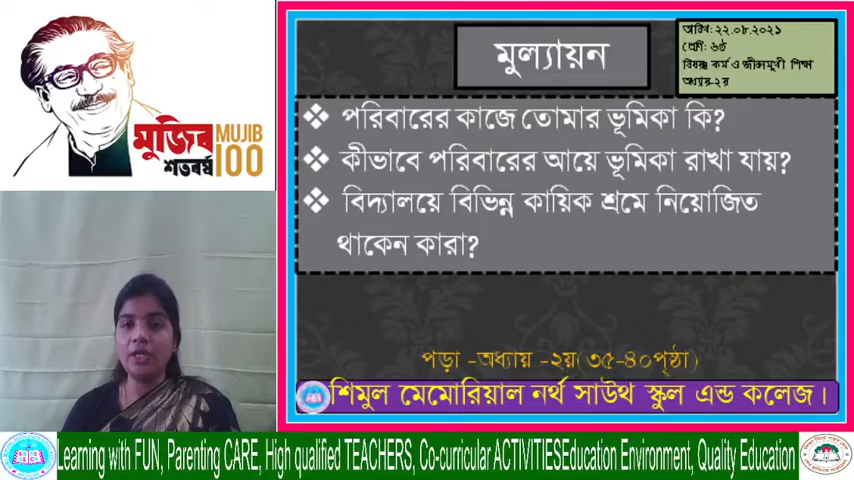 মুজিব MUJIB
শতবর্ষ 100
মুল্যায়ন
তারিখ: ২২.০৮.২০২১
শ্রেণি: ৬ষ্ঠ
বিষয়ঃ কর্ম ও জীবনমুখী শিক্ষা
অধ্যায়-২য়
❖ পরিবারের কাজে তোমার ভূমিকা কি?
❖ কীভাবে পরিবারের আয়ে ভূমিকা রাখা যায়?
❖ বিদ্যালয়ে বিভিন্ন কায়িক শ্রমে নিয়োজিত
থাকেন কারা?
পড়া -অধ্যায় -২য়(৩৫-৪০পৃষ্ঠা)
শিমুল মেমোরিয়াল নর্থ সাউথ স্কুল এন্ড কলেজ।
Learning with FUN, Parenting CARE, High qualified TEACHERS, Co-curricular ACTIVITIESEducation Environment, Quality Education